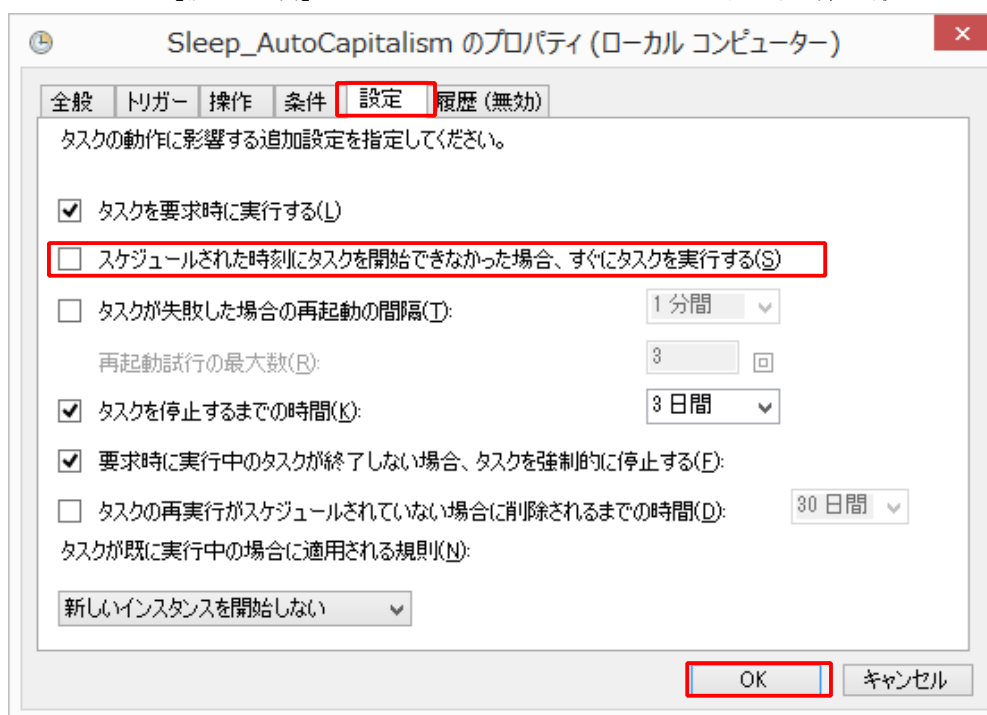 Sleep_AutoCapitalism のプロパティ (ローカル コンピューター)
全般 トリガー 操作 条件 設定 履歴 (無効)
タスクの動作に影響する追加設定を指定してください。
タスクを要求時に実行する(L)
スケジュールされた時刻にタスクを開始できなかった場合、すぐにタスクを実行する(S)
タスクが失敗した場合の再起動の間隔(T): 1 分間
再起動試行の最大数(R): 3 回
タスクを停止するまでの時間(K): 3 日間
要求時に実行中のタスクが終了しない場合、タスクを強制的に停止する(F):
タスクの再実行がスケジュールされていない場合に削除されるまでの時間(D): 30 日間
タスクが既に実行中の場合に適用される規則(N):
新しいインスタンスを開始しない
OK キャンセル